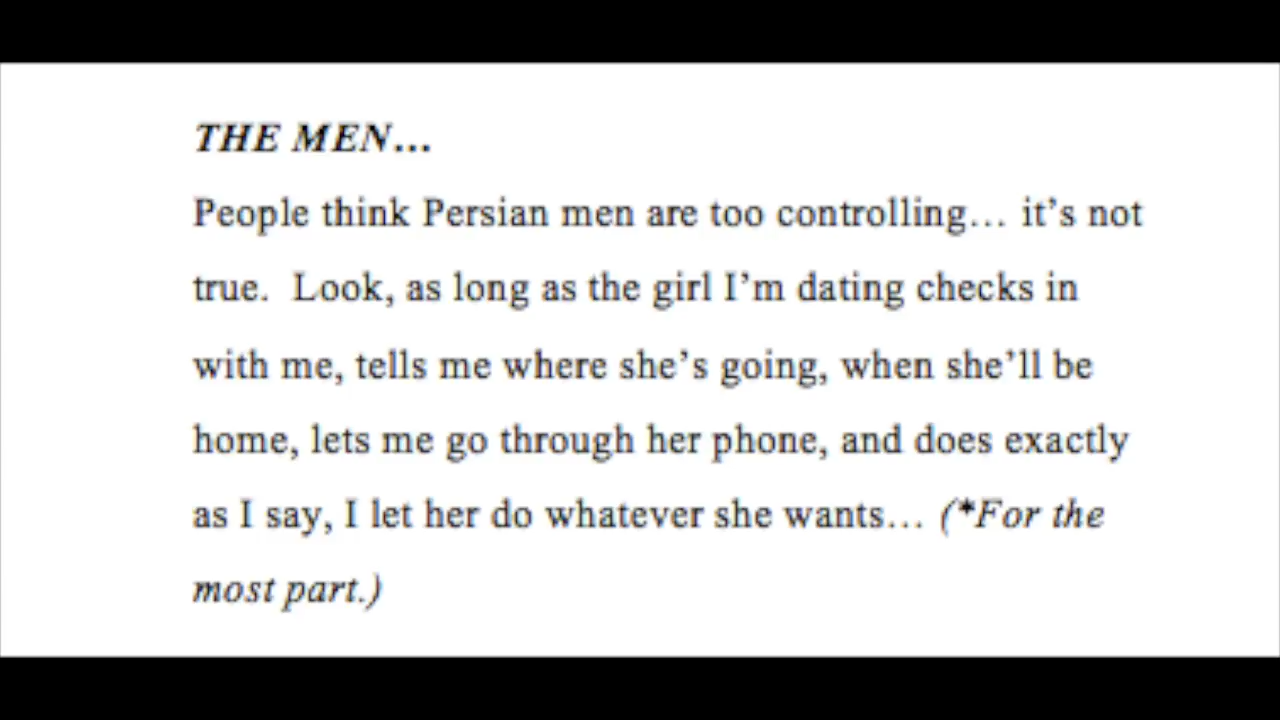 THE MEN…
People think Persian men are too controlling… it’s not
true.  Look, as long as the girl I’m dating checks in
with me, tells me where she’s going, when she’ll be
home, lets me go through her phone, and does exactly
as I say, I let her do whatever she wants… (*For the
most part.)